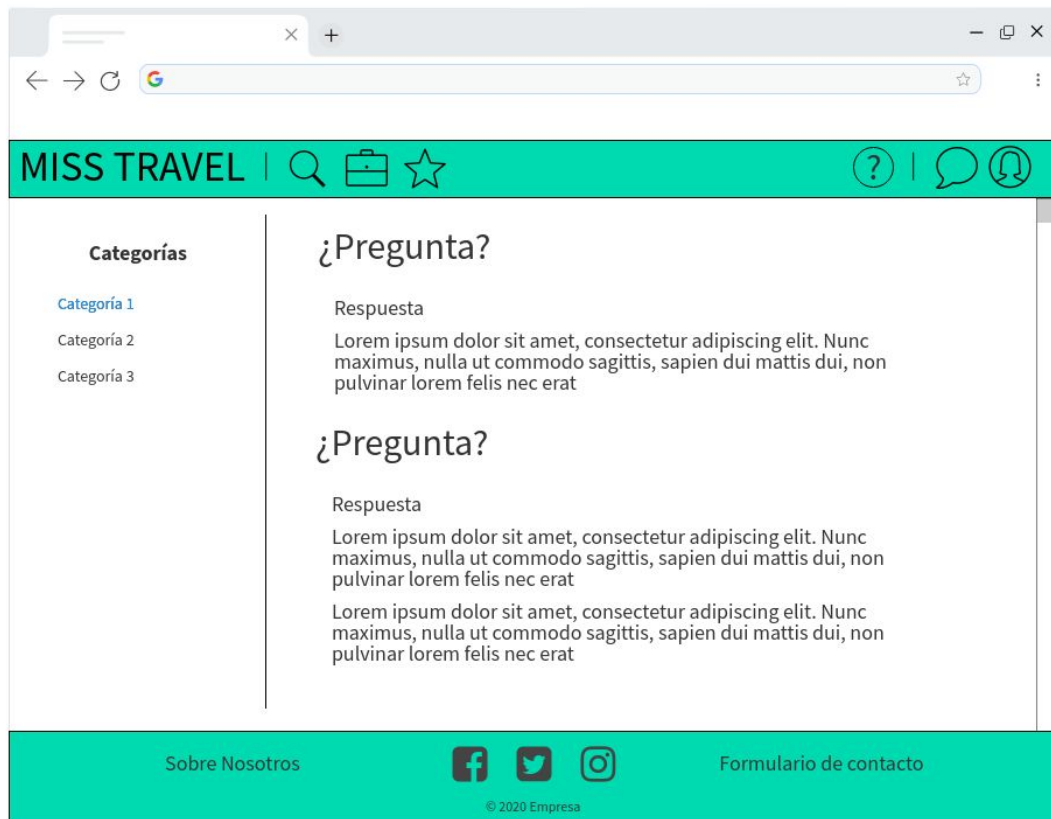 MISS TRAVEL
Categorías
Categoría 1
Categoría 2
Categoría 3
¿Pregunta?
Respuesta
Lorem ipsum dolor sit amet, consectetur adipiscing elit. Nunc
maximus, nulla ut commodo sagittis, sapien dui mattis dui, non
pulvinar lorem felis nec erat
¿Pregunta?
Respuesta
Lorem ipsum dolor sit amet, consectetur adipiscing elit. Nunc
maximus, nulla ut commodo sagittis, sapien dui mattis dui, non
pulvinar lorem felis nec erat
Lorem ipsum dolor sit amet, consectetur adipiscing elit. Nunc
maximus, nulla ut commodo sagittis, sapien dui mattis dui, non
pulvinar lorem felis nec erat
Sobre Nosotros
Formulario de contacto
© 2020 Empresa